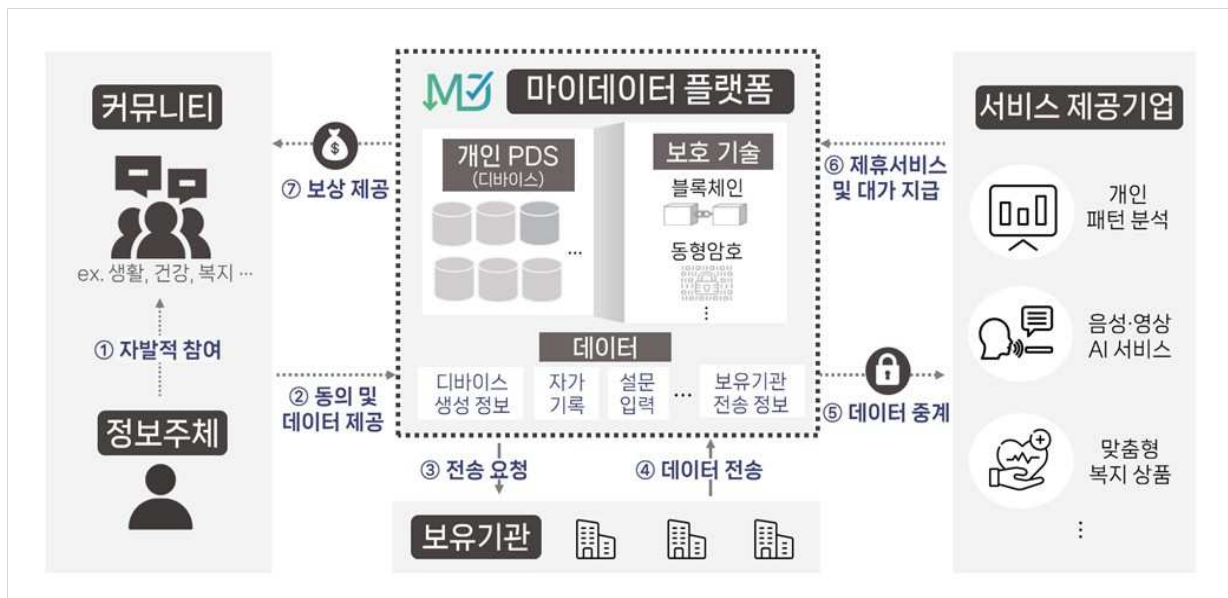 커뮤니티
ex. 생활, 건강, 복지 ...
① 자발적 참여
정보주체
⑦ 보상 제공
② 동의 및
데이터 제공
마이데이터 플랫폼
개인 PDS
(디바이스)
...
보호 기술
블록체인
동형암호
⋮
데이터
디바이스
생성 정보
자가
기록
설문
입력
...
보유기관
전송 정보
③ 전송 요청
④ 데이터 전송
보유기관
⑥ 제휴서비스
및 대가 지급
⑤ 데이터 중계
서비스 제공기업
개인
패턴 분석
음성·영상
AI 서비스
맞춤형
복지 상품
⋮